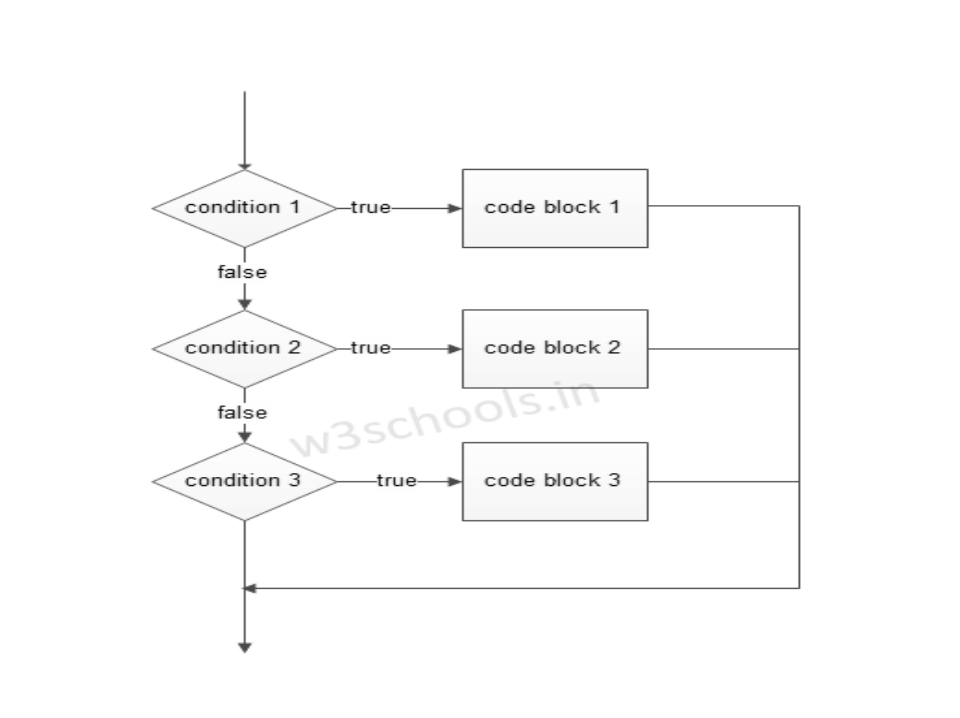 condition 1
true
code block 1
false
condition 2
true
code block 2
false
w3schools.in
condition 3
true
code block 3